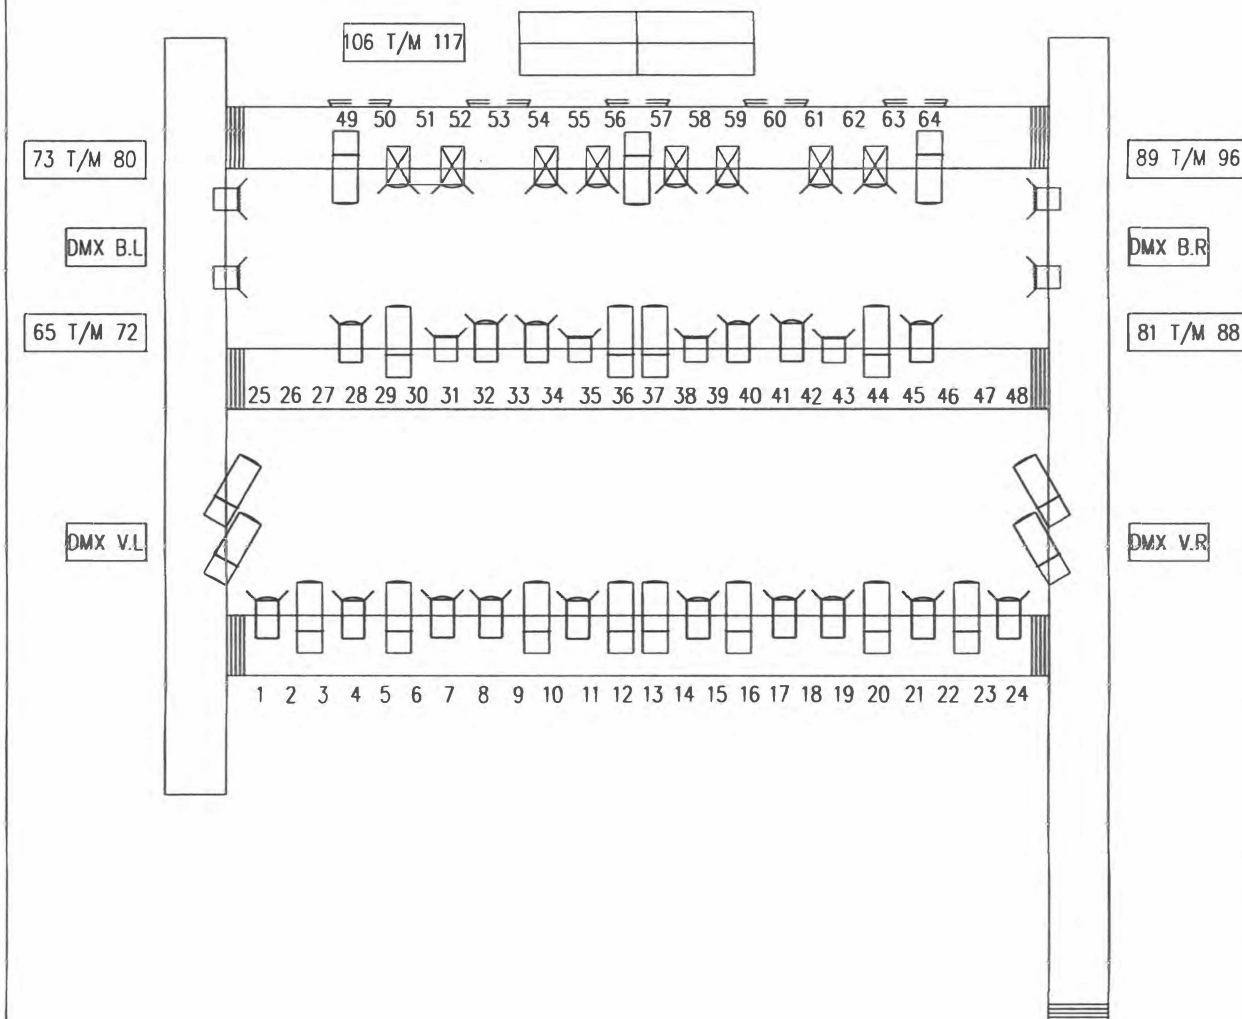 106 T/M 117
49 50 51 52 53 54 55 56 57 58 59 60 61 62 63 64
73 T/M 80
89 T/M 96
DMX B.L
DMX B.R
65 T/M 72
81 T/M 88
25 26 27 28 29 30 31 32 33 34 35 36 37 38 39 40 41 42 43 44 45 46 47 48
DMX V.L
DMX V.R
1 2 3 4 5 6 7 8 9 10 11 12 13 14 15 16 17 18 19 20 21 22 23 24